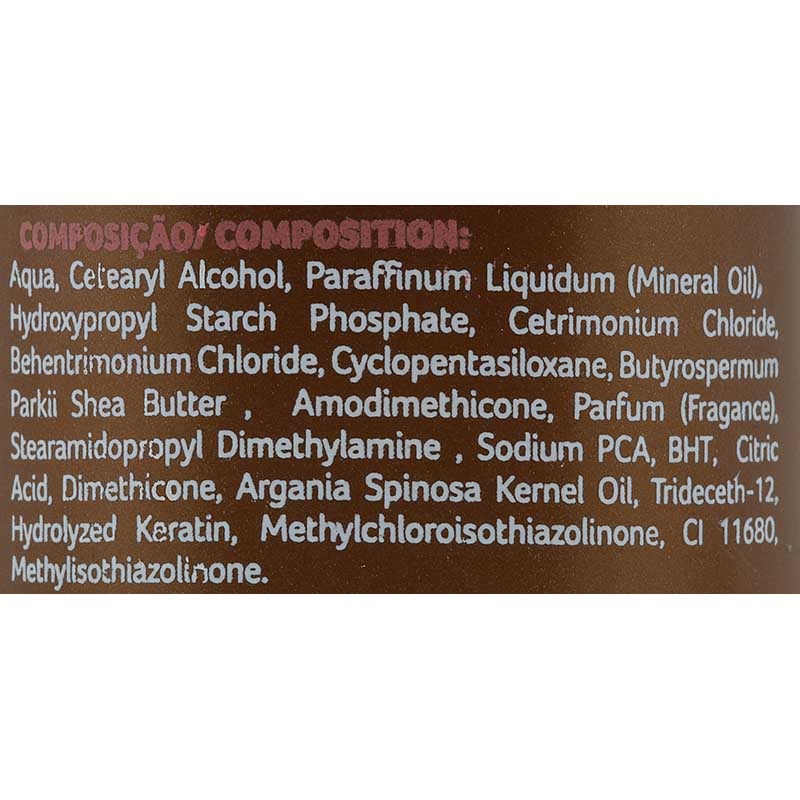 COMPOSIÇÃO/ COMPOSITION:
Aqua, Cetearyl Alcohol, Paraffinum Liquidum (Mineral Oil),
Hydroxypropyl Starch Phosphate, Cetrimonium Chloride,
Behentrimonium Chloride, Cyclopentasiloxane, Butyrospermum
Parkii Shea Butter , Amodimethicone, Parfum (Fragance),
Stearamidopropyl Dimethylamine , Sodium PCA, BHT, Citric
Acid, Dimethicone, Argania Spinosa Kernel Oil, Trideceth-12,
Hydrolyzed Keratin, Methylchloroisothiazolinone, CI 11680,
Methylisothiazolinone.